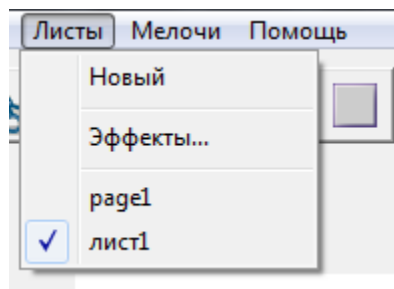 Листы Мелочи Помощь
Новый
Эффекты...
page1
лист1